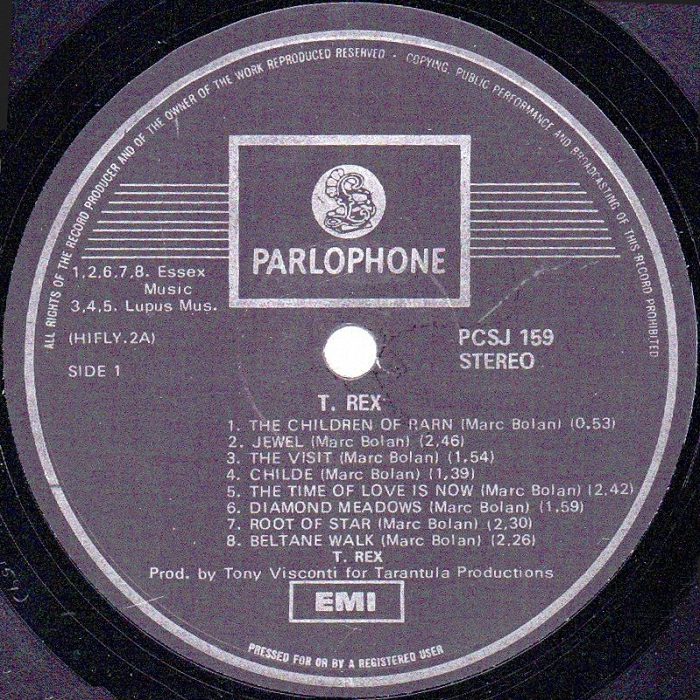 ALL RIGHTS OF THE RECORD PRODUCER AND OF THE OWNER OF THE WORK REPRODUCED RESERVED - COPYING, PUBLIC PERFORMANCE AND BROADCASTING OF THIS RECORD PROHIBITED
PARLOPHONE
1,2,6,7,8. Essex
Music
3,4,5. Lupus Mus.
(HIFLY.2A)
SIDE 1
PCSJ 159
STEREO
T. REX
1. THE CHILDREN OF RARN (Marc Bolan) (0,53)
2. JEWEL (Marc Bolan) (2,46)
3. THE VISIT (Marc Bolan) (1,54)
4. CHILDE (Marc Bolan) (1,39)
5. THE TIME OF LOVE IS NOW (Marc Bolan) (2,42)
6. DIAMOND MEADOWS (Marc Bolan) (1,59)
7. ROOT OF STAR (Marc Bolan) (2,30)
8. BELTANE WALK (Marc Bolan) (2,26)
T. REX
Prod. by Tony Visconti for Tarantula Productions
EMI
PRESSED FOR OR BY A REGISTERED USER